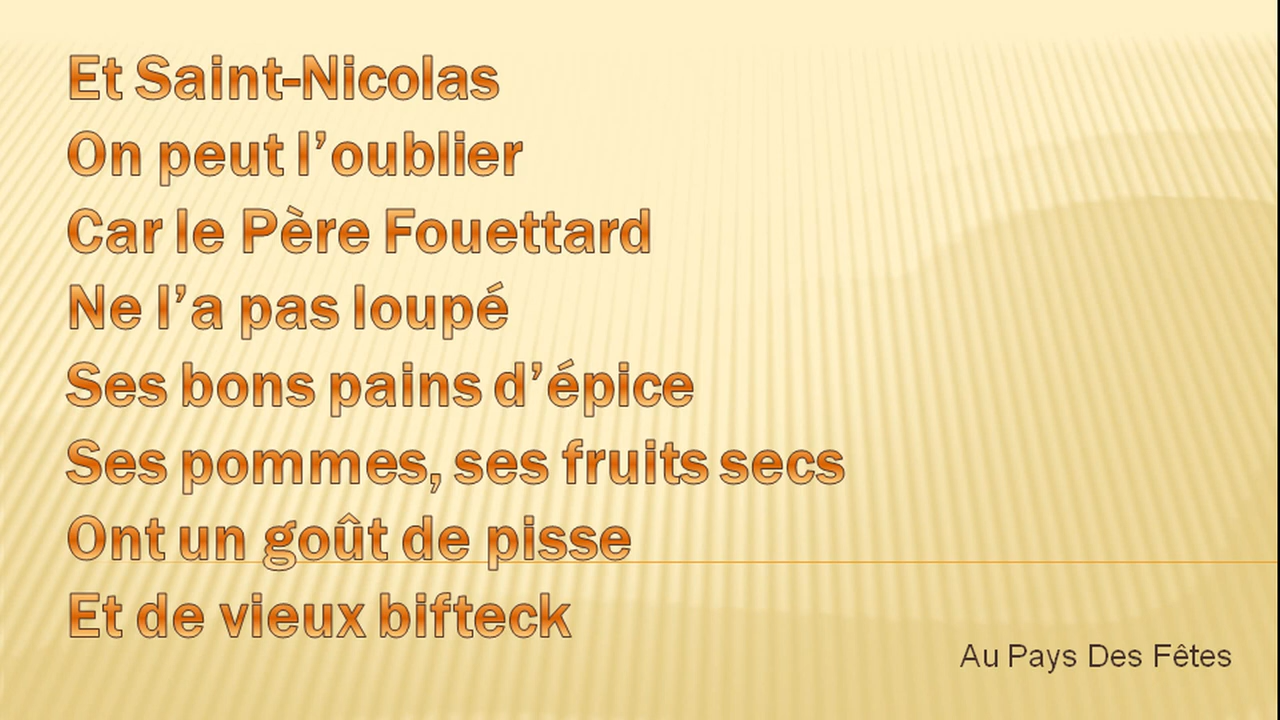 Et Saint-Nicolas
On peut l’oublier
Car le Père Fouettard
Ne l’a pas loupé
Ses bons pains d’épice
Ses pommes, ses fruits secs
Ont un goût de pisse
Et de vieux bifteck
Au Pays Des Fêtes